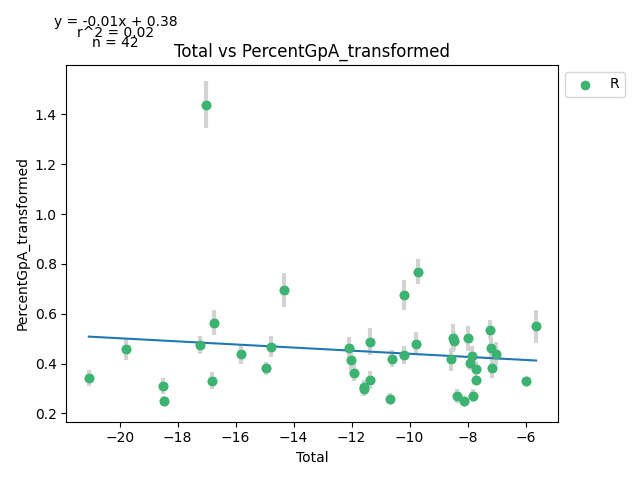 y = -0.01x + 0.38
r^2 = 0.02
n = 42
Total vs PercentGpA_transformed
R
PercentGpA_transformed
1.4
1.2
1.0
0.8
0.6
0.4
0.2
−20
−18
−16
−14
−12
−10
−8
−6
Total